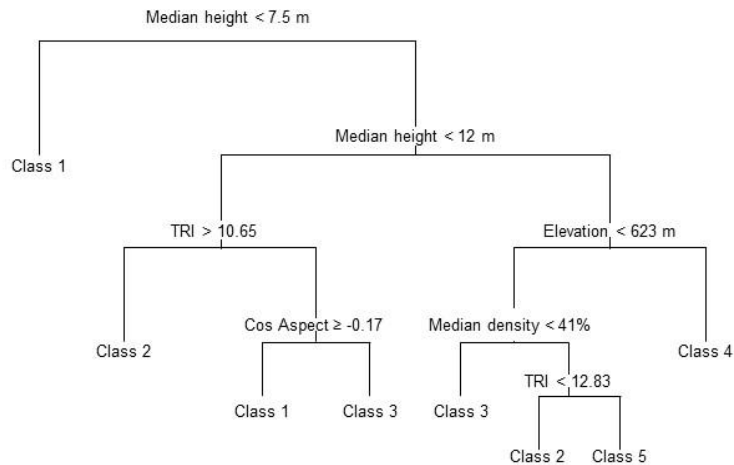 Median height < 7.5 m
Median height < 12 m
Class 1
TRI > 10.65
Elevation < 623 m
Cos Aspect ≥ -0.17
Median density < 41%
Class 2
Class 4
TRI < 12.83
Class 1
Class 3
Class 3
Class 2
Class 5